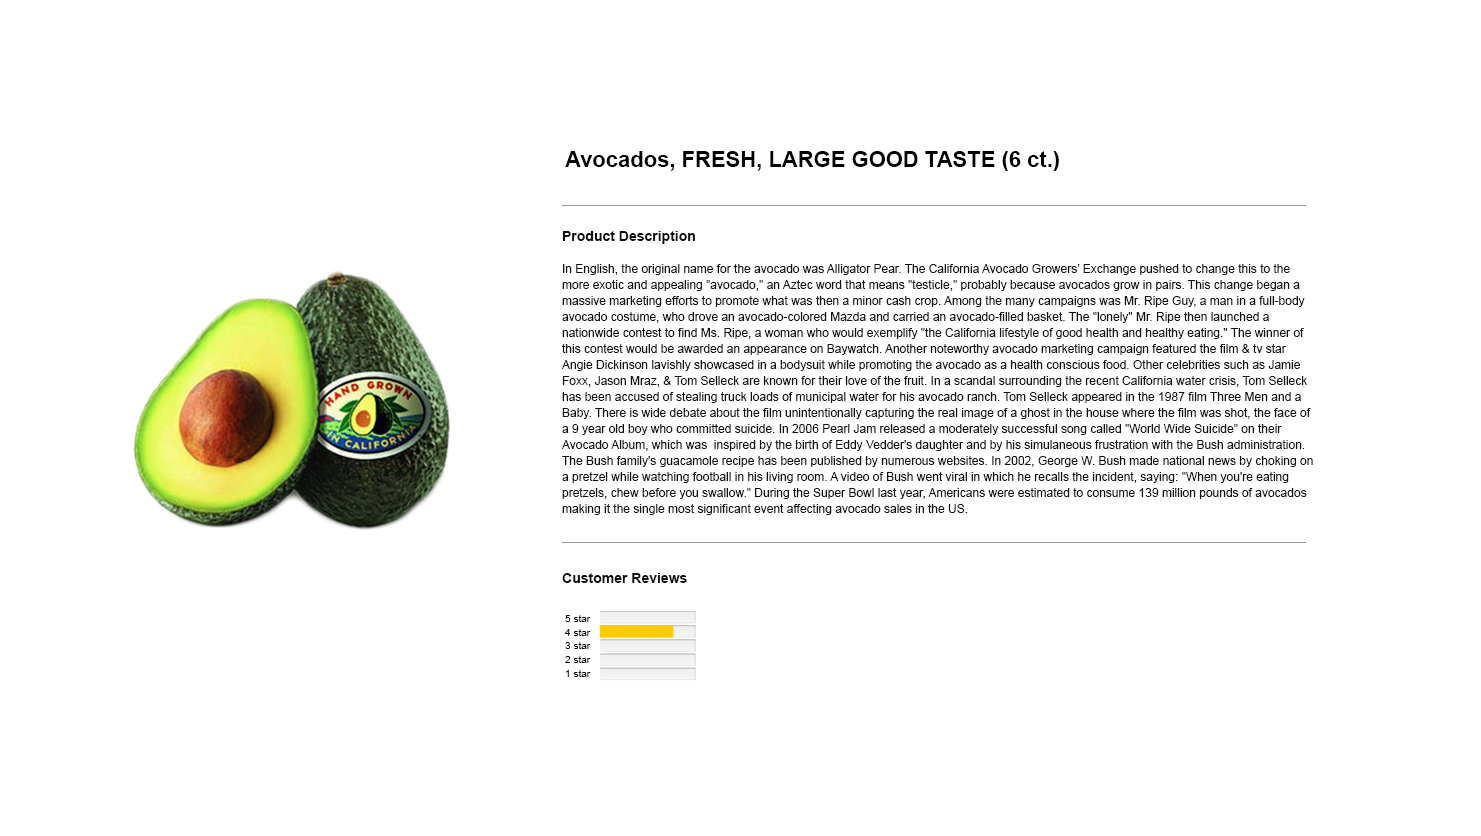 Avocados, FRESH, LARGE GOOD TASTE (6 ct.)
Product Description
In English, the original name for the avocado was Alligator Pear. The California Avocado Growers' Exchange pushed to change this to the
more exotic and appealing "avocado," an Aztec word that means "testicle," probably because avocados grow in pairs. This change began a
massive marketing efforts to promote what was then a minor cash crop. Among the many campaigns was Mr. Ripe Guy, a man in a full-body
avocado costume, who drove an avocado-colored Mazda and carried an avocado-filled basket. The "lonely" Mr. Ripe then launched a
nationwide contest to find Ms. Ripe, a woman who would exemplify "the California lifestyle of good health and healthy eating." The winner of
this contest would be awarded an appearance on Baywatch. Another noteworthy avocado marketing campaign featured the film & tv star
Angie Dickinson lavishly showcased in a bodysuit while promoting the avocado as a health conscious food. Other celebrities such as Jamie
Foxx, Jason Mraz, & Tom Selleck are known for their love of the fruit. In a scandal surrounding the recent California water crisis, Tom Selleck
has been accused of stealing truck loads of municipal water for his avocado ranch. Tom Selleck appeared in the 1987 film Three Men and a
Baby. There is wide debate about the film unintentionally capturing the real image of a ghost in the house where the film was shot, the face of
a 9 year old boy who committed suicide. In 2006 Pearl Jam released a moderately successful song called "World Wide Suicide" on their
Avocado Album, which was  inspired by the birth of Eddy Vedder's daughter and by his simulaneous frustration with the Bush administration.
The Bush family's guacamole recipe has been published by numerous websites. In 2002, George W. Bush made national news by choking on
a pretzel while watching football in his living room. A video of Bush went viral in which he recalls the incident, saying: "When you're eating
pretzels, chew before you swallow." During the Super Bowl last year, Americans were estimated to consume 139 million pounds of avocados
making it the single most significant event affecting avocado sales in the US.
HAND GROWN
IN CALIFORNIA
Customer Reviews
5 star
4 star
3 star
2 star
1 star